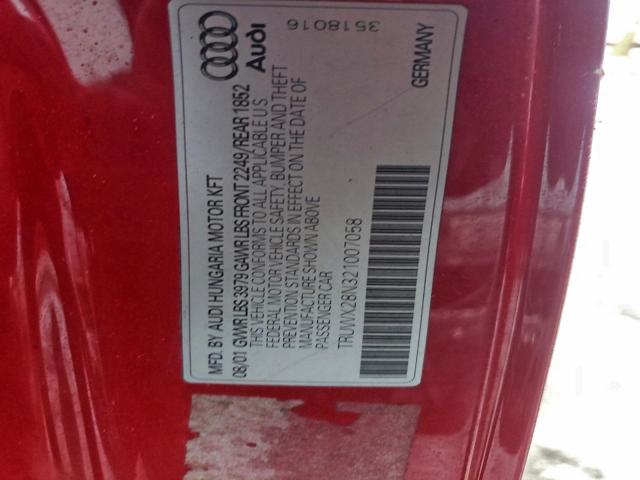 MFD. BY AUDI HUNGARIA MOTOR KFT
08/01 GVWR LBS 3979 GAWR LBS FRONT 2249/REAR 1852
THIS VEHICLE CONFORMS TO ALL APPLICABLE U.S
FEDERAL MOTOR VEHICLE SAFETY, BUMPER AND THEFT
PREVENTION STANDARDS IN EFFECT ON THE DATE OF
MANUFACTURE SHOWN ABOVE
PASSENGER CAR
TRUWX28N321007058
Audi
3518016
GERMANY